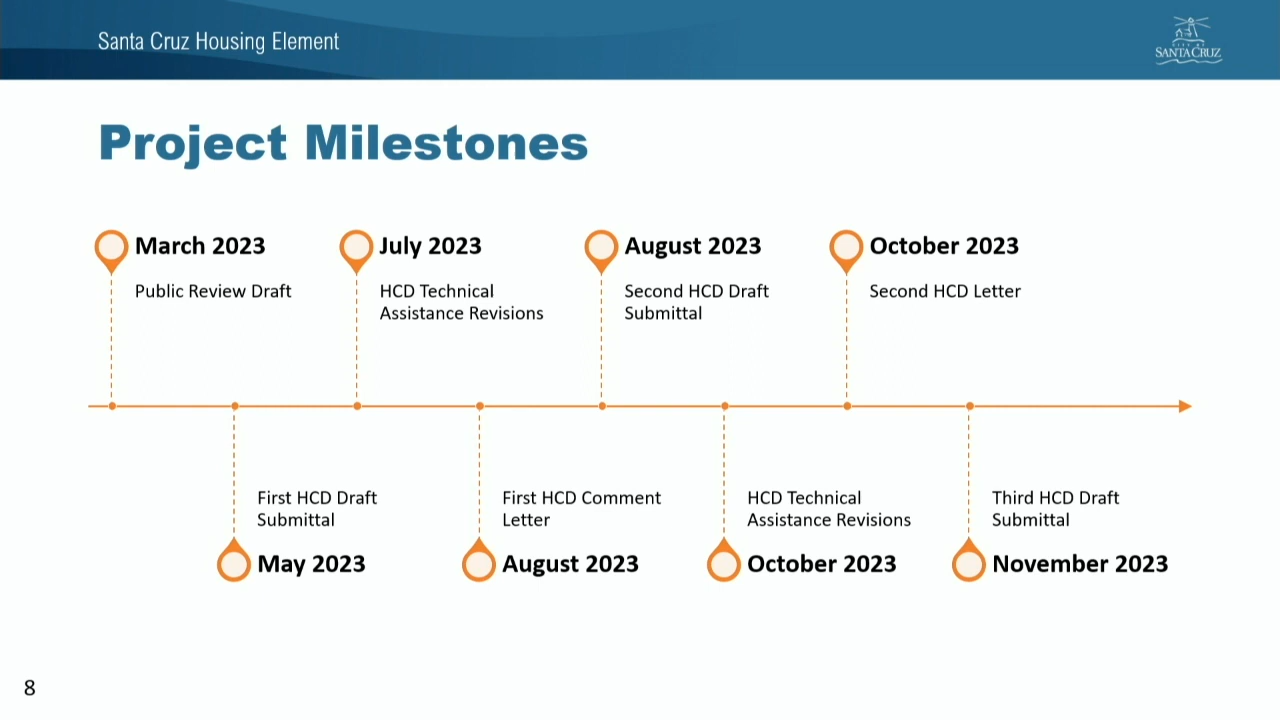 Santa Cruz Housing Element
CITY OF
SANTA CRUZ
Project Milestones
March 2023
Public Review Draft
July 2023
HCD Technical
Assistance Revisions
August 2023
Second HCD Draft
Submittal
October 2023
Second HCD Letter
First HCD Draft
Submittal
May 2023
First HCD Comment
Letter
August 2023
HCD Technical
Assistance Revisions
October 2023
Third HCD Draft
Submittal
November 2023
8